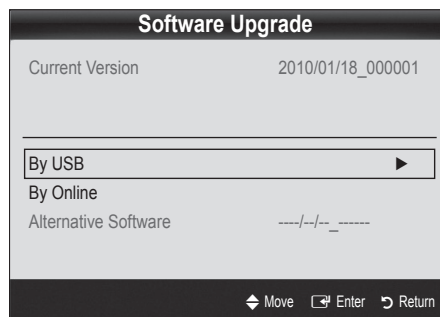 Software Upgrade
Current Version 2010/01/18_000001
By USB ▶
By Online
Alternative Software ----/--/--_------
Move Enter Return